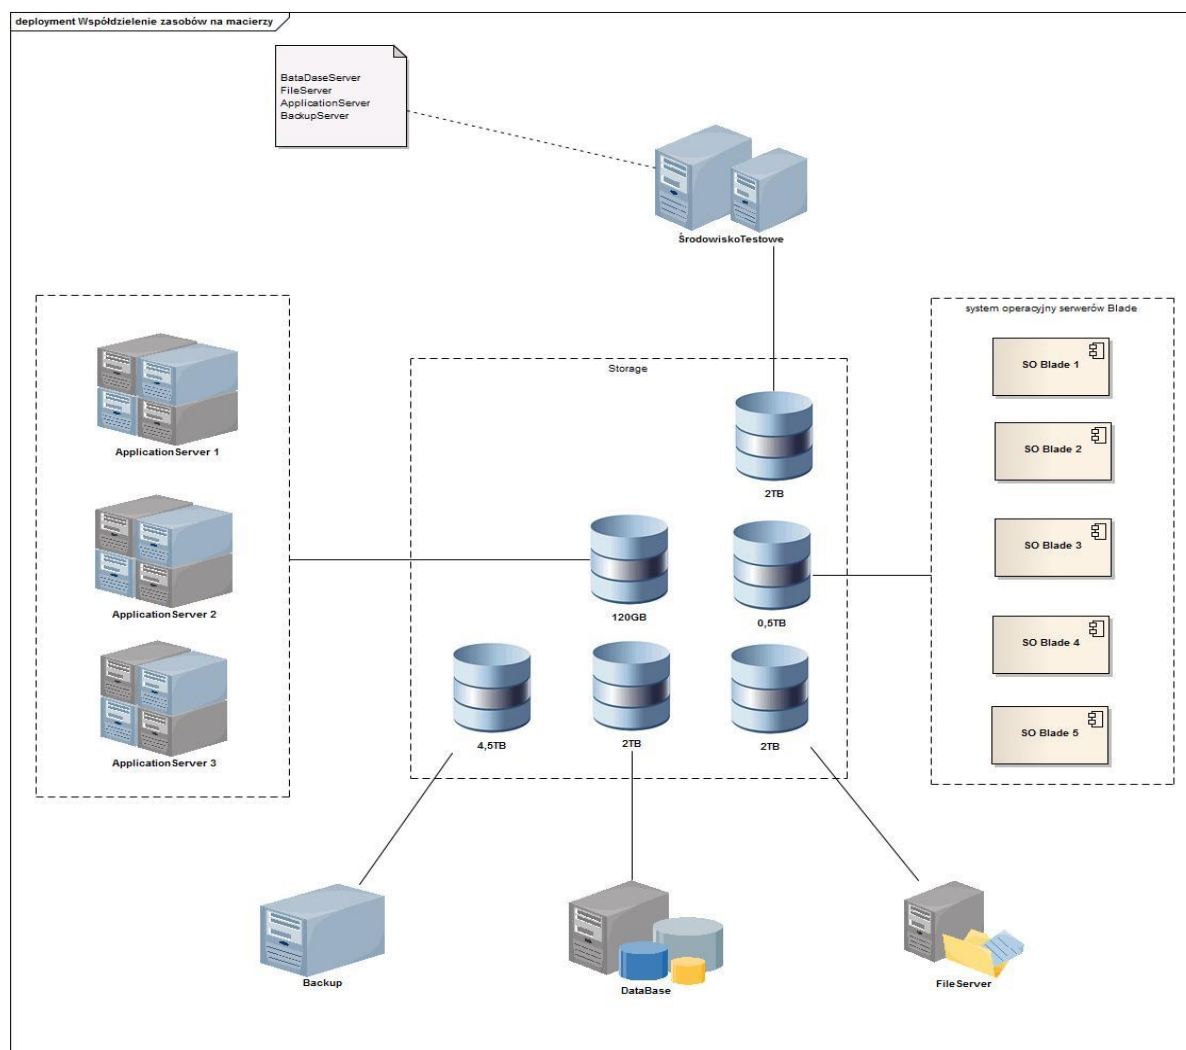 deployment Współdzielenie zasobów na macierzy
BataDaseServer
FileServer
ApplicationServer
BackupServer
ŚrodowiskoTestowe
ApplicationServer 1
ApplicationServer 2
ApplicationServer 3
Storage
2TB
120GB
0,5TB
4,5TB
2TB
2TB
system operacyjny serwerów Blade
SO Blade 1
SO Blade 2
SO Blade 3
SO Blade 4
SO Blade 5
Backup
DataBase
FileServer